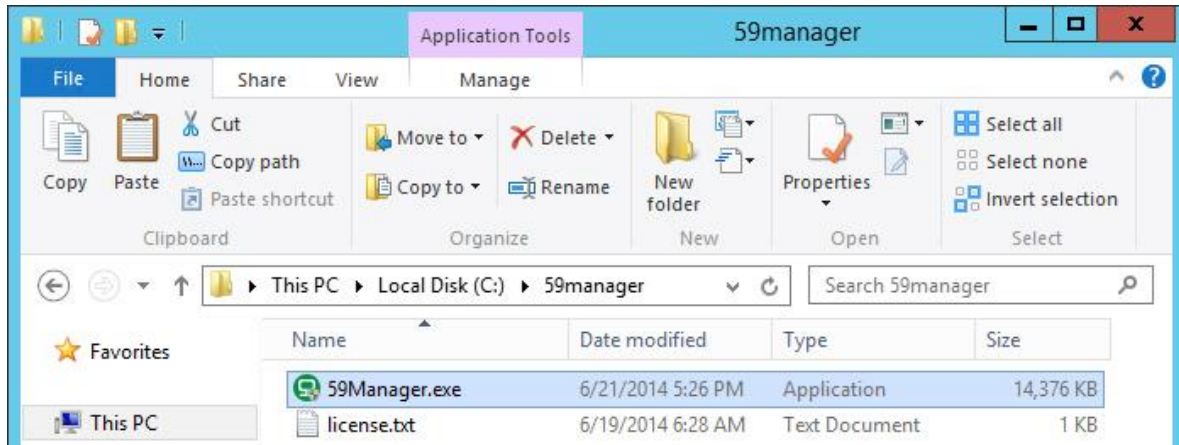 Application Tools 59manager
File Home Share View Manage
Copy Paste Cut Copy path Paste shortcut
Clipboard
Move to Copy to Delete Rename
Organize
New folder
New
Properties
Open
Select all
Select none
Invert selection
Select
This PC Local Disk (C:) 59manager Search 59manager
Favorites
This PC
Name Date modified Type Size
59Manager.exe 6/21/2014 5:26 PM Application 14,376 KB
license.txt 6/19/2014 6:28 AM Text Document 1 KB